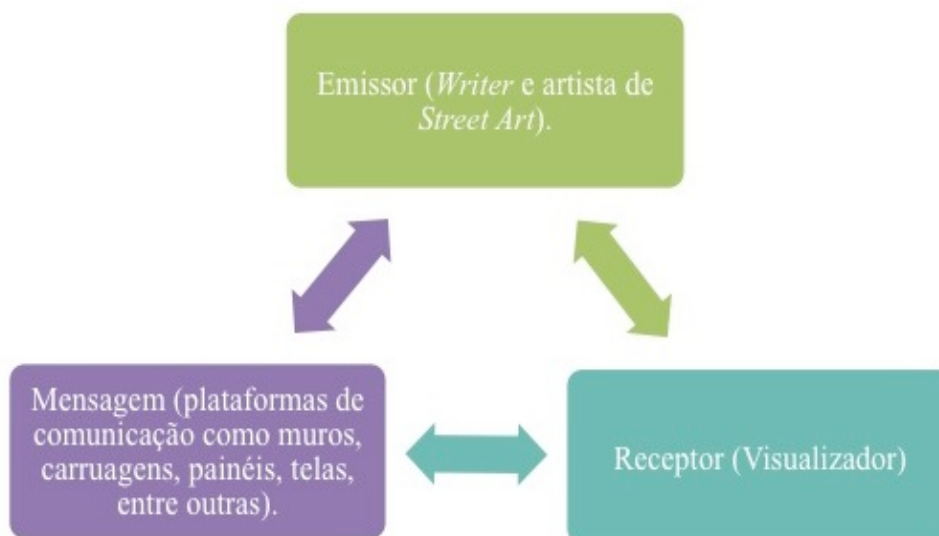 Emissor (Writer e artista de
Street Art).
Mensagem (plataformas de
comunicação como muros,
carruagens, painéis, telas,
entre outras).
Receptor (Visualizador)